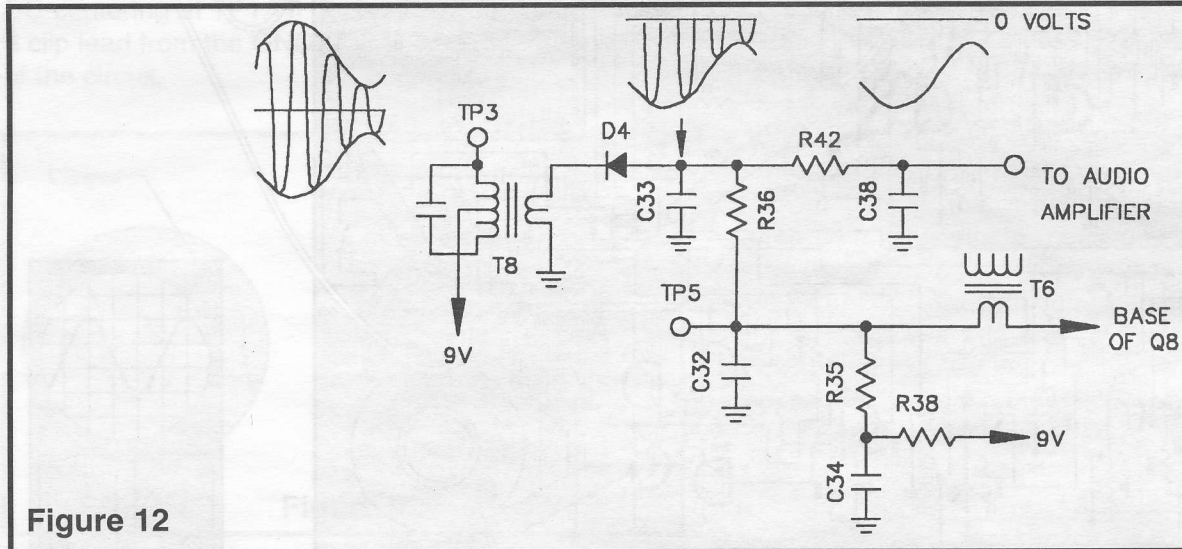 0 VOLTS
TP3
D4
R42
C33
R36
C38
TO AUDIO
AMPLIFIER
T8
TP5
T6
9V
BASE
OF Q8
C32
R35
R38
9V
C34
Figure 12